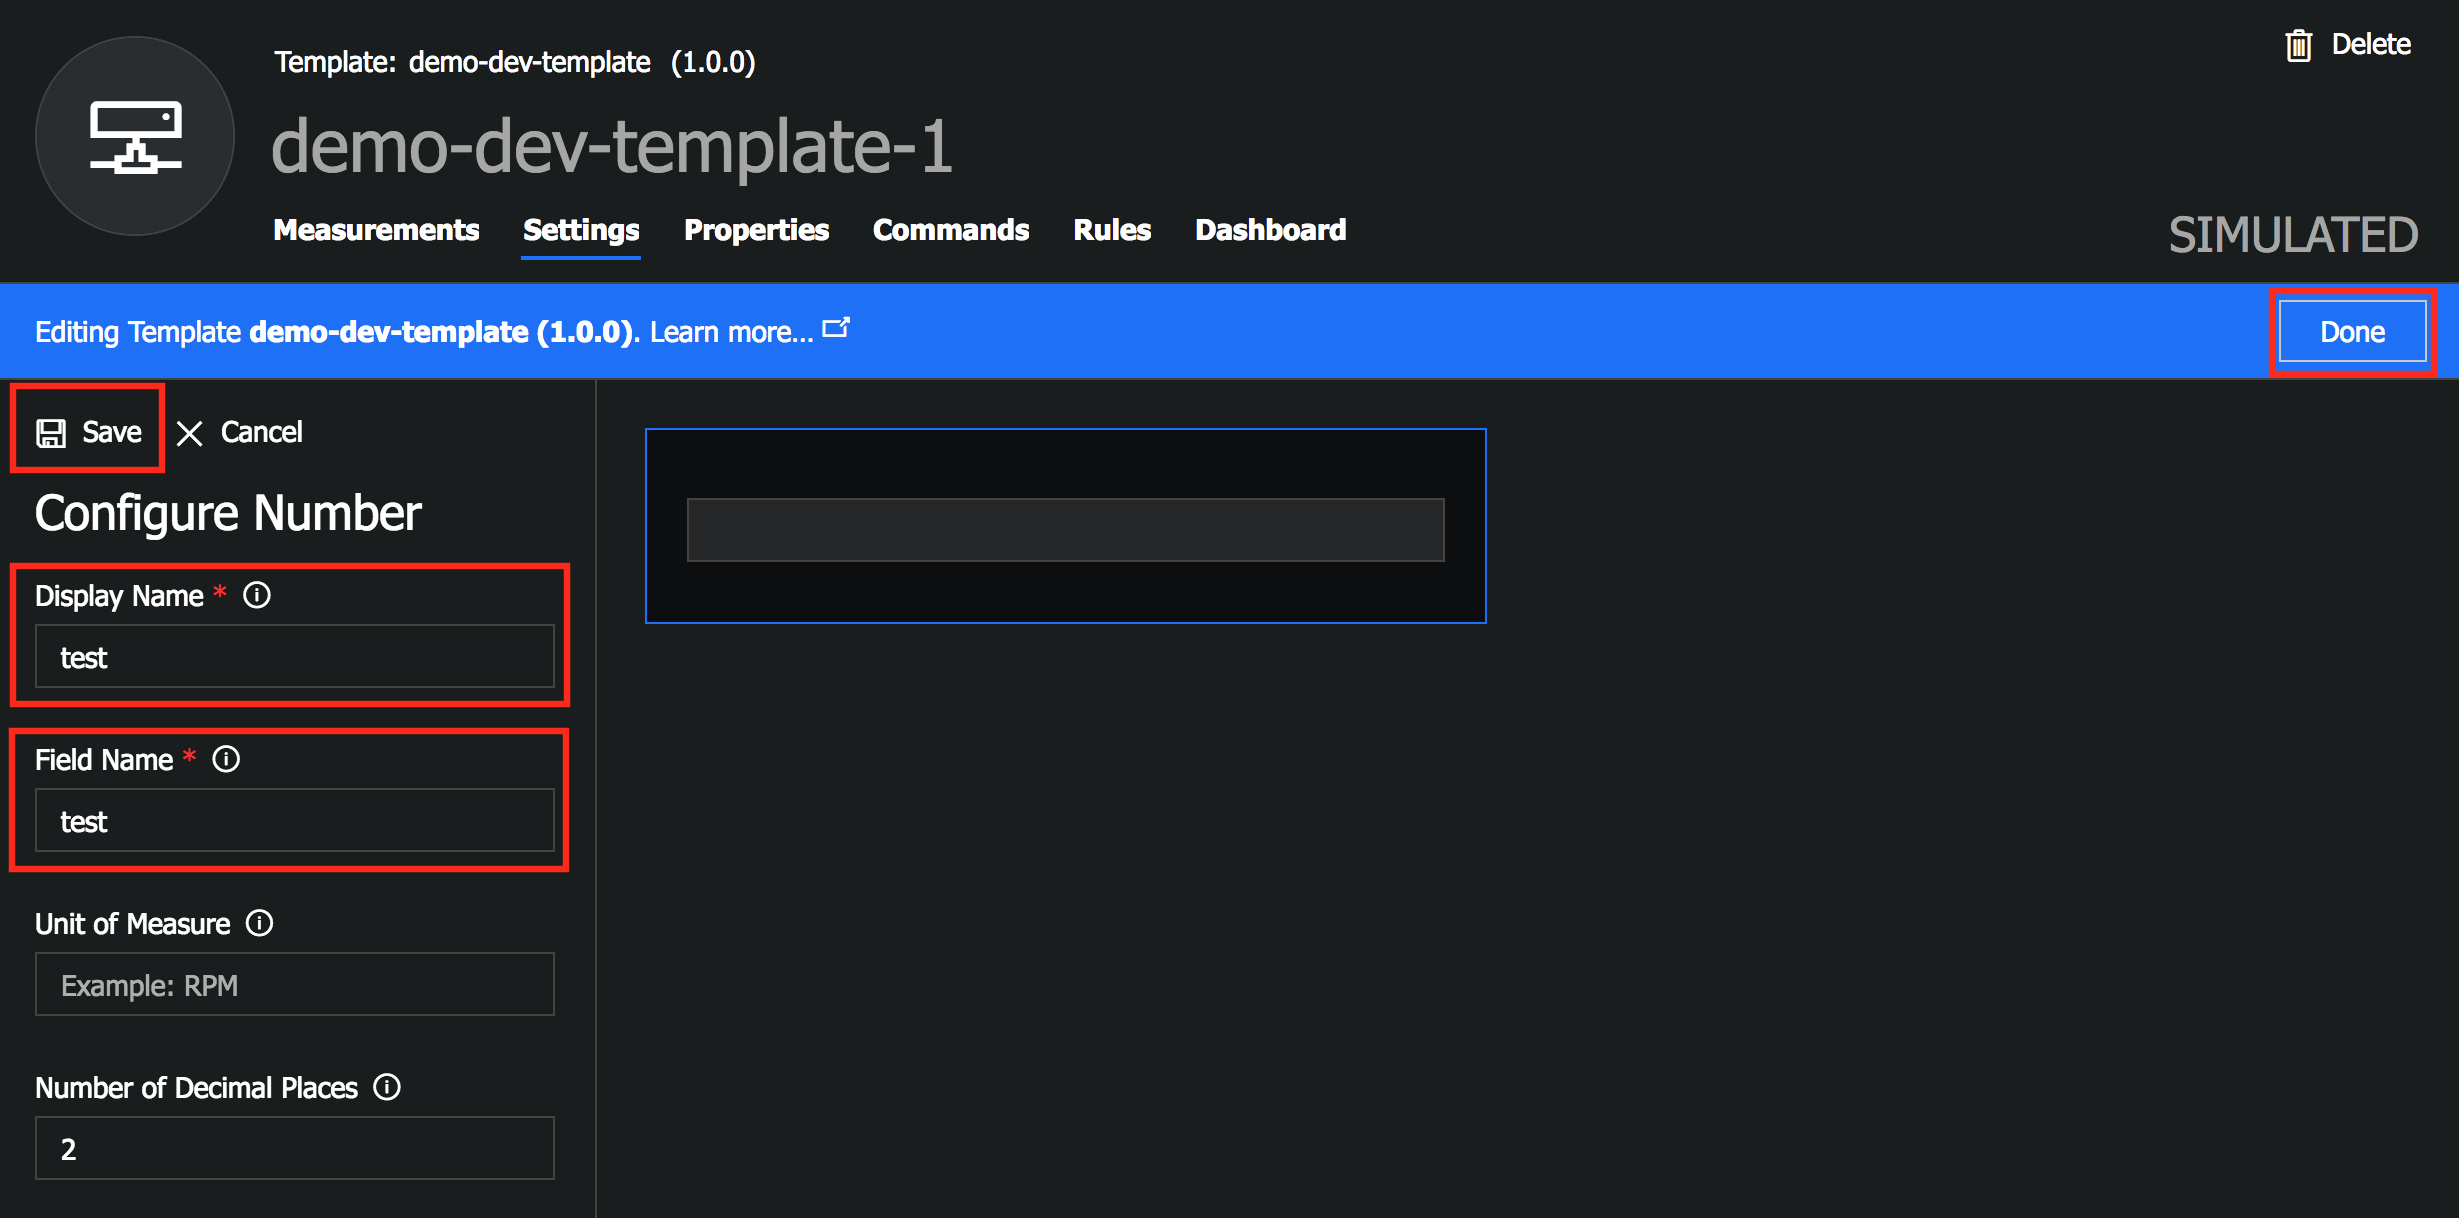 Template: demo-dev-template (1.0.0)
Delete
demo-dev-template-1
Measurements Settings Properties Commands Rules Dashboard
SIMULATED
Editing Template demo-dev-template (1.0.0). Learn more...
Done
Save Cancel
Configure Number
Display Name *
test
Field Name *
test
Unit of Measure
Example: RPM
Number of Decimal Places
2